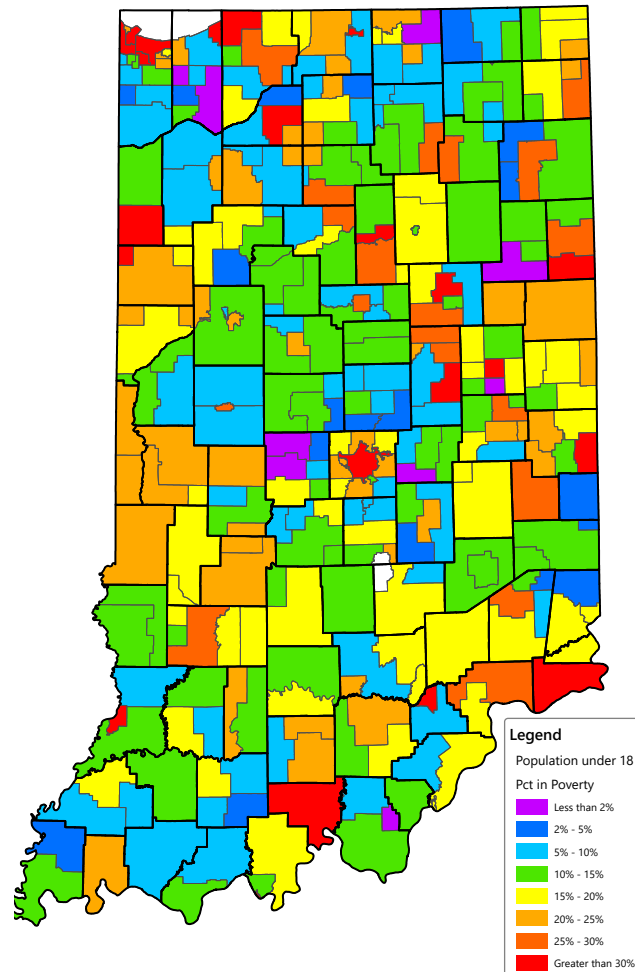 Legend
Population under 18
Pct in Poverty
Less than 2%
2% - 5%
5% - 10%
10% - 15%
15% - 20%
20% - 25%
25% - 30%
Greater than 30%